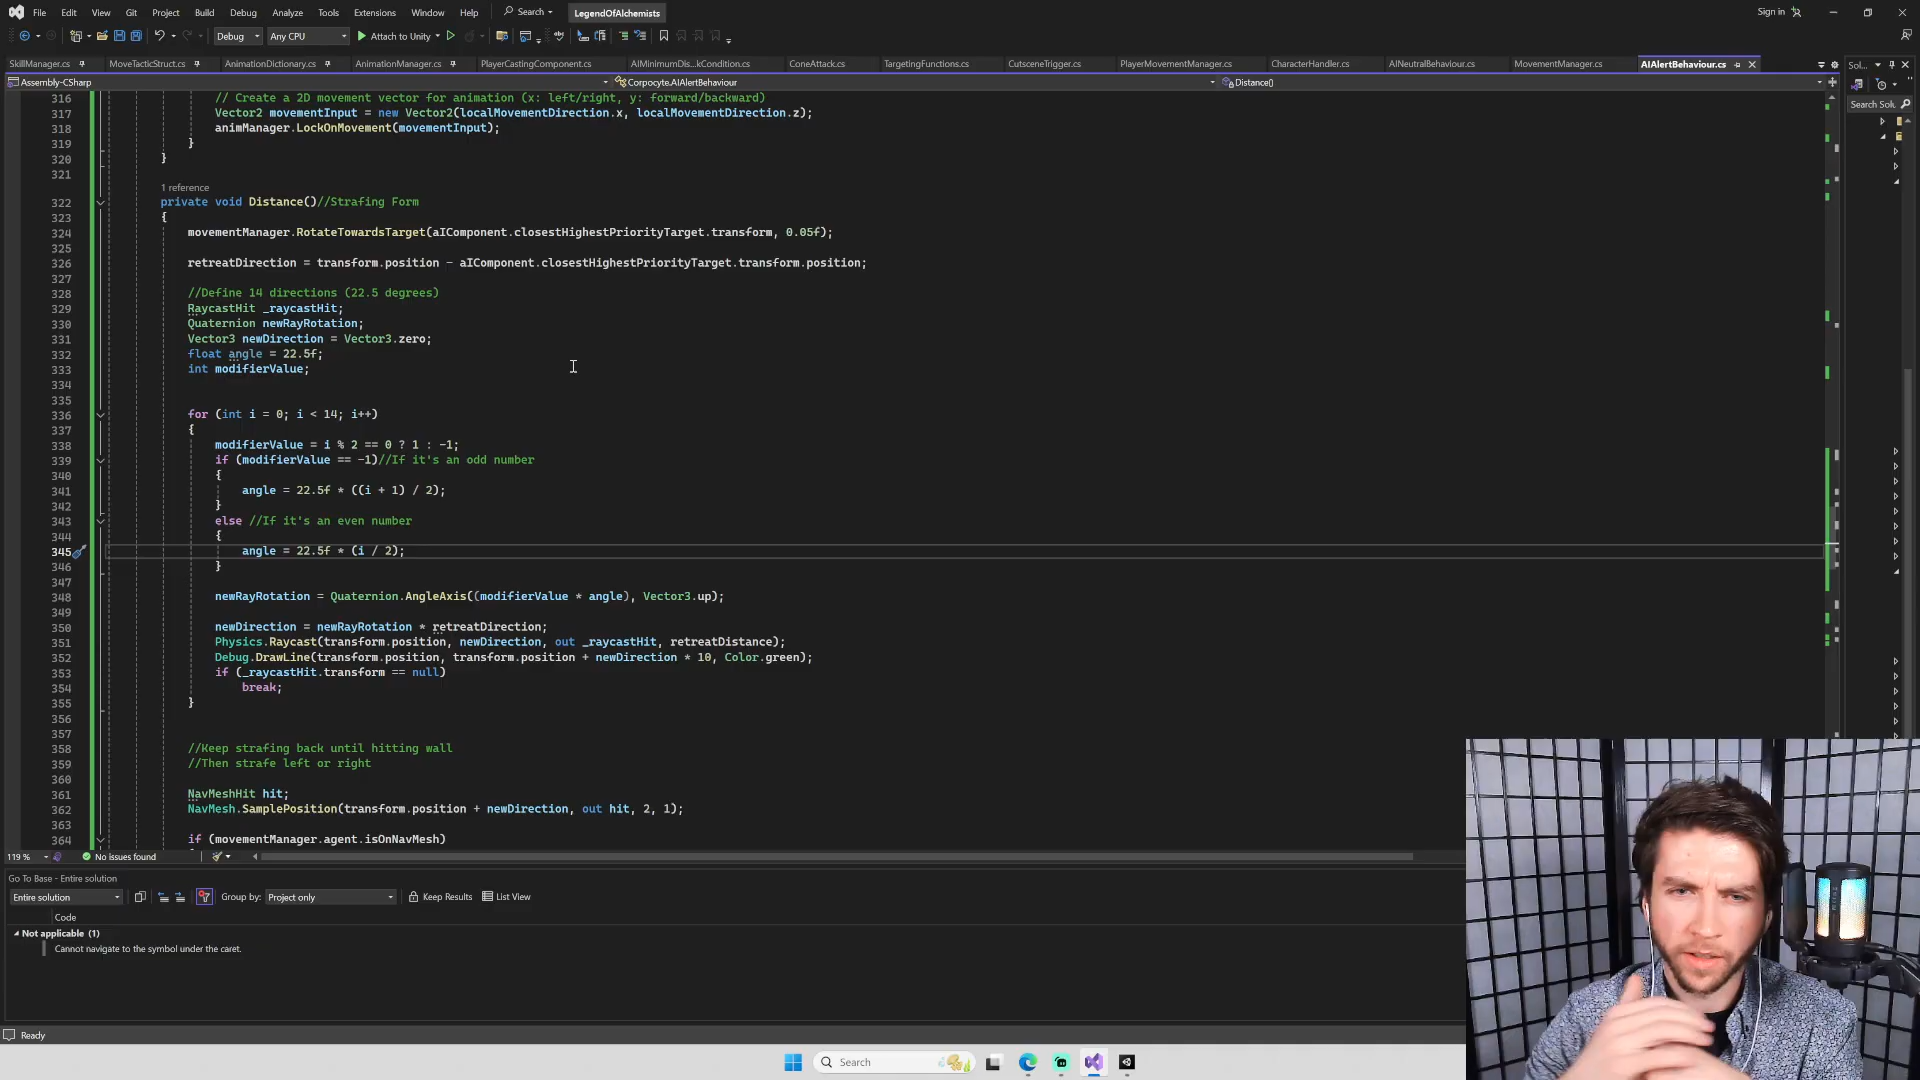 File Edit View Git Project Build Debug Analyze Tools Extensions Window Help Search LegendOfAlchemists Sign in
Debug Any CPU Attach to Unity
SkillManager.cs MoveTacticStruct.cs AnimationDictionary.cs AnimationManager.cs PlayerCastingComponent.cs AIMinimumDis...kCondition.cs ConeAttack.cs TargetingFunctions.cs CutsceneTrigger.cs PlayerMovementManager.cs CharacterHandler.cs AINeutralBehaviour.cs MovementManager.cs AIAlertBehaviour.cs Sol...
Assembly-CSharp Corpocyte.AIAlertBehaviour Distance()
Search Solu
316 // Create a 2D movement vector for animation (x: left/right, y: forward/backward)
317 Vector2 movementInput = new Vector2(localMovementDirection.x, localMovementDirection.z);
318 animManager.LockOnMovement(movementInput);
319 }
320 }
321
1 reference
322 private void Distance()//Strafing Form
323 {
324 movementManager.RotateTowardsTarget(aIComponent.closestHighestPriorityTarget.transform, 0.05f);
325
326 retreatDirection = transform.position - aIComponent.closestHighestPriorityTarget.transform.position;
327
328 //Define 14 directions (22.5 degrees)
329 RaycastHit _raycastHit;
330 Quaternion newRayRotation;
331 Vector3 newDirection = Vector3.zero;
332 float angle = 22.5f;
333 int modifierValue;
334
335
336 for (int i = 0; i < 14; i++)
337 {
338 modifierValue = i % 2 == 0 ? 1 : -1;
339 if (modifierValue == -1)//If it's an odd number
340 {
341 angle = 22.5f * ((i + 1) / 2);
342 }
343 else //If it's an even number
344 {
345 angle = 22.5f * (i / 2);
346 }
347
348 newRayRotation = Quaternion.AngleAxis((modifierValue * angle), Vector3.up);
349
350 newDirection = newRayRotation * retreatDirection;
351 Physics.Raycast(transform.position, newDirection, out _raycastHit, retreatDistance);
352 Debug.DrawLine(transform.position, transform.position + newDirection * 10, Color.green);
353 if (_raycastHit.transform == null)
354 break;
355 }
356
357
358 //Keep strafing back until hitting wall
359 //Then strafe left or right
360
361 NavMeshHit hit;
362 NavMesh.SamplePosition(transform.position + newDirection, out hit, 2, 1);
363
364 if (movementManager.agent.isOnNavMesh)
119 % No issues found
Go To Base - Entire solution
Entire solution Group by: Project only Keep Results List View
Code
Not applicable (1)
Cannot navigate to the symbol under the caret.
Ready
Search